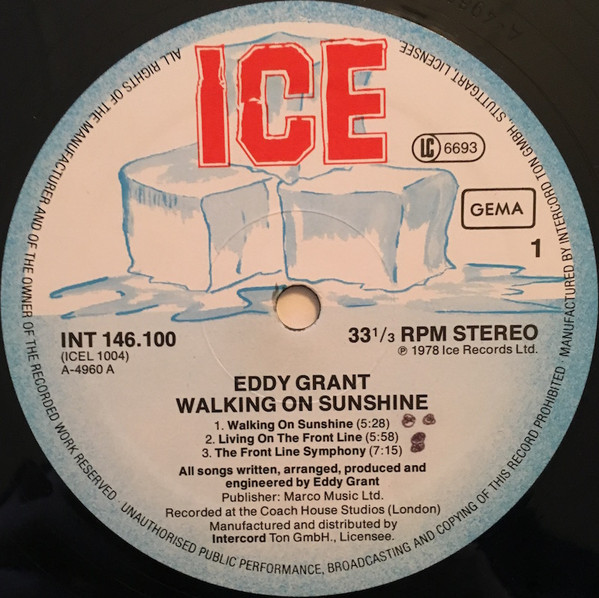 ICE
LC 6693
GEMA
1
INT 146.100
(ICEL 1004)
A-4960 A
33 1/3 RPM STEREO
℗ 1978 Ice Records Ltd.
EDDY GRANT
WALKING ON SUNSHINE
1. Walking On Sunshine (5:28)
2. Living On The Front Line (5:58)
3. The Front Line Symphony (7:15)
All songs written, arranged, produced and
engineered by Eddy Grant
Publisher: Marco Music Ltd.
Recorded at the Coach House Studios (London)
Manufactured and distributed by
Intercord Ton GmbH., Licensee.
ALL RIGHTS OF THE MANUFACTURER AND OF THE OWNER OF THE RECORDED WORK RESERVED · UNAUTHORISED PUBLIC PERFORMANCE, BROADCASTING AND COPYING OF THIS RECORD PROHIBITED · MANUFACTURED BY INTERCORD TON GMBH., STUTTGART LICENSEE.